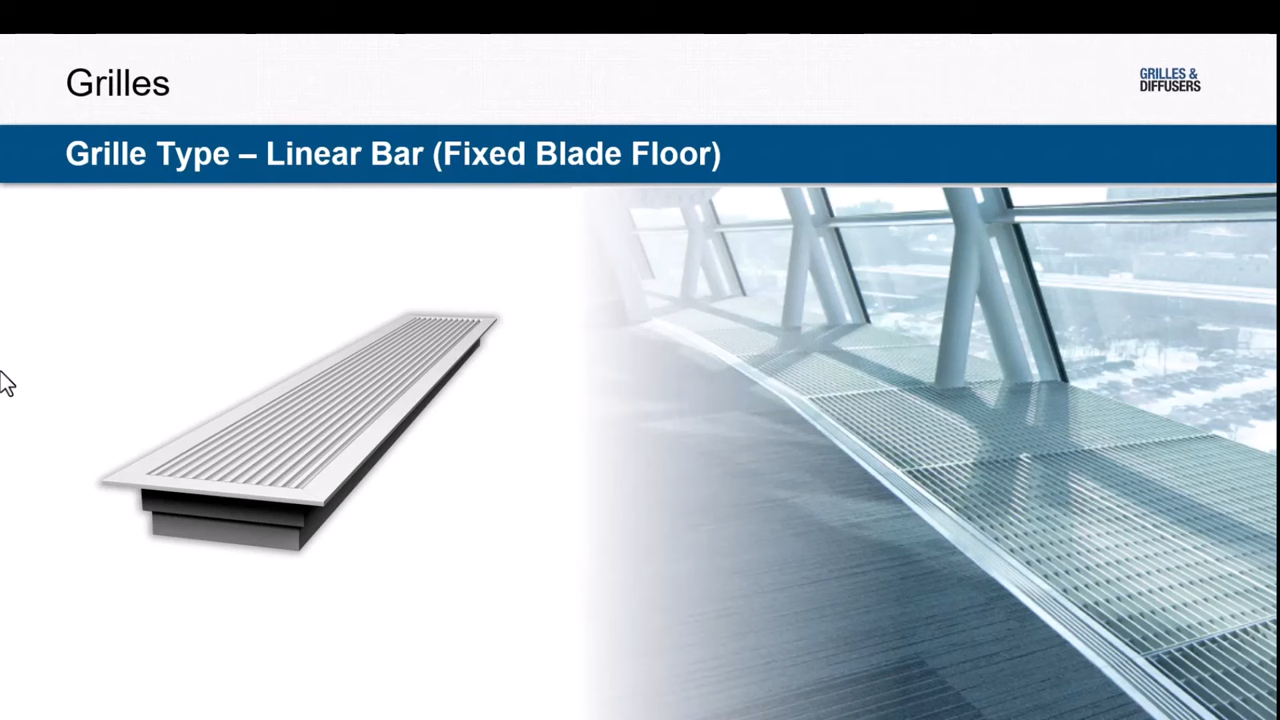 Grilles
GRILLES &
DIFFUSERS
Grille Type – Linear Bar (Fixed Blade Floor)